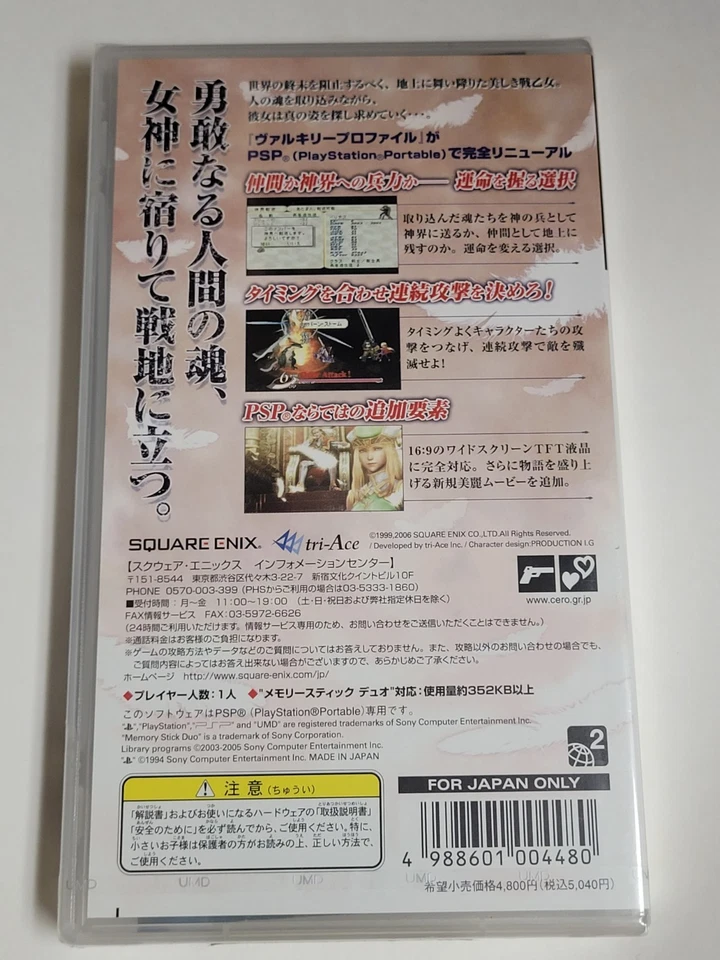 勇敢なる人間の魂、
女神に宿りて戦地に立つ。
世界の終末を阻止するべく、地上に舞い降りた美しき戦乙女。
人の魂を取り込みながら、
彼女は真の姿を探し求めていく・・・。
『ヴァルキリープロファイル』が
PSP®(PlayStation®Portable)で完全リニューアル
仲間か神界への兵力か── 運命を握る選択
取り込んだ魂たちを神の兵として
神界に送るか、仲間として地上に
残すのか。運命を変える選択。
タイミングを合わせ連続攻撃を決めろ!
タイミングよくキャラクターたちの攻
撃をつなげ、連続攻撃で敵を殲
滅せよ!
PSP®ならではの追加要素
16:9のワイドスクリーンTFT液晶
に完全対応。さらに物語を盛り上
げる新規美麗ムービーを追加。
SQUARE ENIX® tri-Ace
©1999,2006 SQUARE ENIX CO.,LTD.All Rights Reserved.
/ Developed by tri-Ace Inc. / Character design:PRODUCTION I.G
【スクウェア・エニックス インフォメーションセンター】
〒151-8544 東京都渋谷区代々木3-22-7 新宿文化クイントビル10F
PHONE 0570-003-399 (PHSからご利用の場合は03-5333-1860)
■受付時間:月〜金 11:00〜19:00 (土・日・祝日および弊社指定休日を除く)
FAX情報サービス FAX:03-5972-6626
(24時間ご利用いただけます。情報サービス専用のため、お問い合わせをご送信いただくことはできません。)
※通話料金はお客様のご負担になります。
※ゲームの攻略方法やデータなどのご質問についてはお答えしておりません。また、攻略以外のお問い合わせの場合でも、
ご質問内容によってはお答え出来ない場合がございますので、あらかじめご了承ください。
ホームページ http://www.square-enix.com/jp/
www.cero.gr.jp
◆プレイヤー人数:1人 ◆"メモリースティック デュオ"対応:使用量約352KB以上
このソフトウェアはPSP®(PlayStation®Portable)専用です。
"," "PlayStation", "PSP" and "UMD" are registered trademarks of Sony Computer Entertainment Inc.
"Memory Stick Duo" is a trademark of Sony Corporation.
Library programs ©2003-2005 Sony Computer Entertainment Inc.
" " ©1994 Sony Computer Entertainment Inc. MADE IN JAPAN
2
注意(ちゅうい)
「解説書」およびお使いになるハードウェアの「取扱説明書」
「安全のために」を必ず読んでから、ご使用ください。特に、
小さいお子様は保護者の方がお読みの上、正しい方法で、
ご使用ください。
FOR JAPAN ONLY
4 988601 004480
希望小売価格4,800円(税込5,040円)
UMD UMD UMD UMD UMD UMD